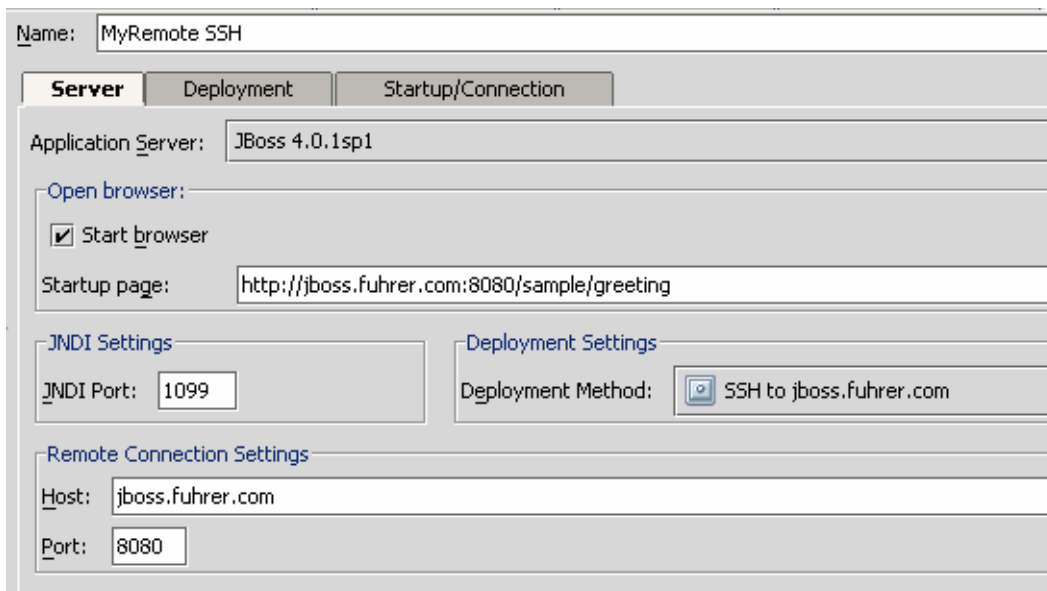 Name: MyRemote SSH
Server Deployment Startup/Connection
Application Server: JBoss 4.0.1sp1
Open browser:
Start browser
Startup page: http://jboss.fuhrer.com:8080/sample/greeting
JNDI Settings Deployment Settings
JNDI Port: 1099 Deployment Method: SSH to jboss.fuhrer.com
Remote Connection Settings
Host: jboss.fuhrer.com
Port: 8080